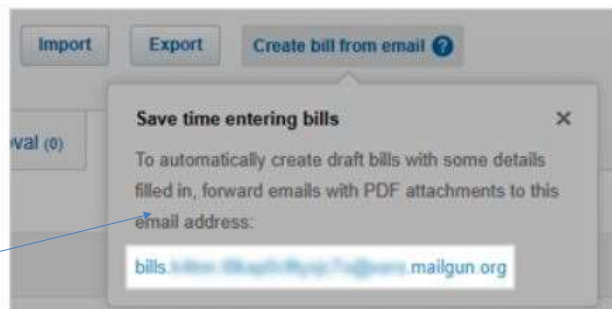 Import Export Create bill from email ?
Save time entering bills ×
val (0)
To automatically create draft bills with some details
filled in, forward emails with PDF attachments to this
email address:
bills. .mailgun.org